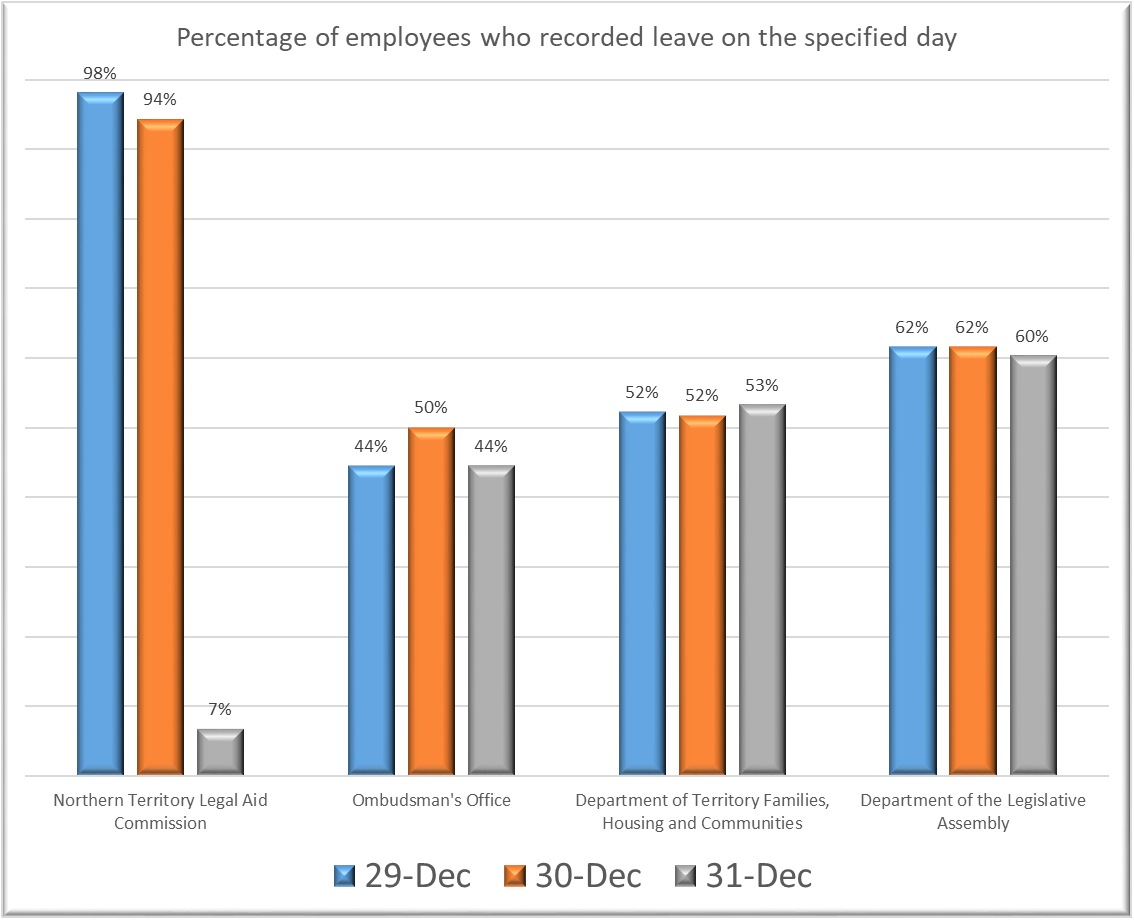 Percentage of employees who recorded leave on the specified day
98%
94%
7%
44%
50%
44%
52%
52%
53%
62%
62%
60%
Northern Territory Legal Aid
Commission
Ombudsman's Office
Department of Territory Families,
Housing and Communities
Department of the Legislative
Assembly
29-Dec
30-Dec
31-Dec